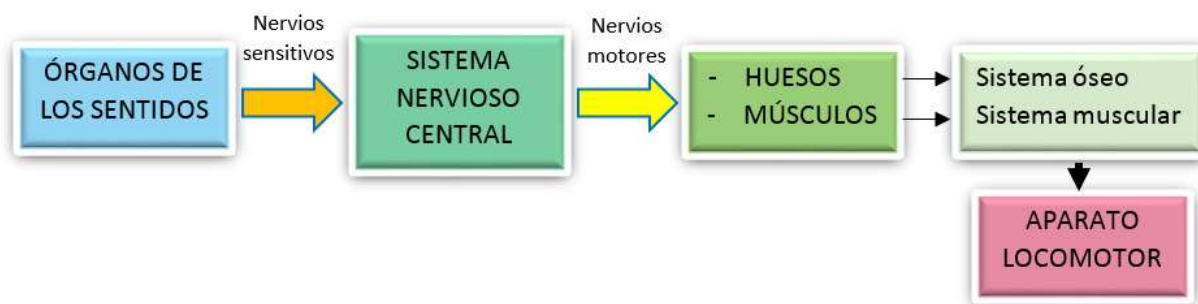 ÓRGANOS DE
LOS SENTIDOS
Nervios
sensitivos
SISTEMA
NERVIOSO
CENTRAL
Nervios
motores
- HUESOS
- MÚSCULOS
Sistema óseo
Sistema muscular
APARATO
LOCOMOTOR